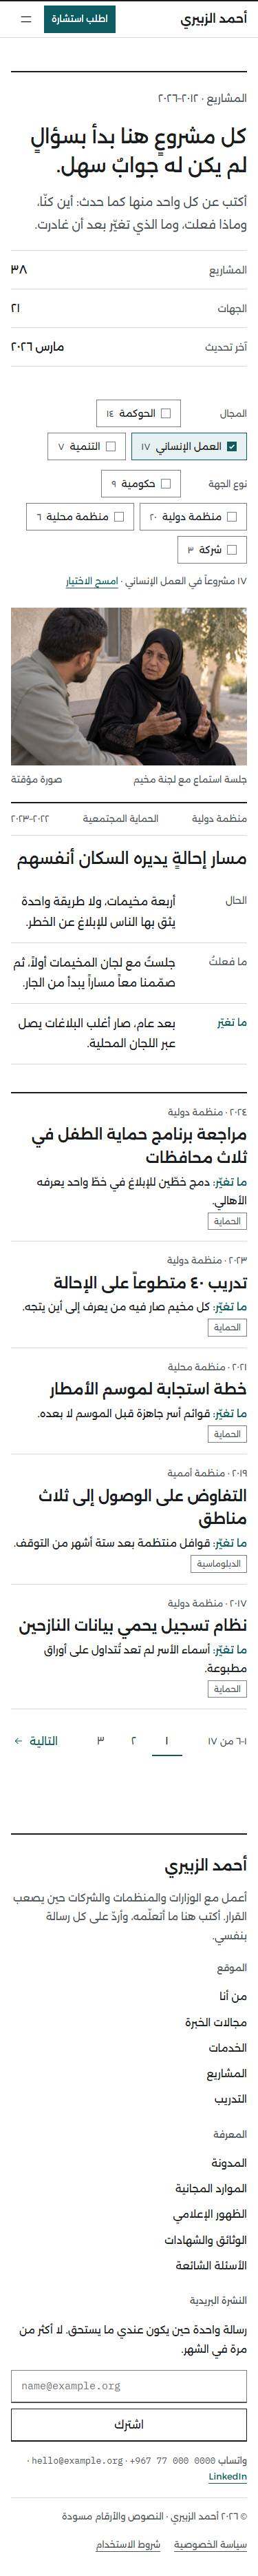 أحمد الزبيري
اطلب استشارة
المشاريع · ٢٠١٢–٢٠٢٦
كل مشروعٍ هنا بدأ بسؤالٍ
لم يكن له جوابٌ سهل.
أكتب عن كل واحد منها كما حدث: أين كنّا،
وماذا فعلت، وما الذي تغيّر بعد أن غادرت.
المشاريع ٣٨
الجهات ٢١
آخر تحديث مارس ٢٠٢٦
المجال الحوكمة ١٤
العمل الإنساني ١٧ التنمية ٧
نوع الجهة حكومية ٩
منظمة دولية ٢٠ منظمة محلية ٦
شركة ٣
١٧ مشروعاً في العمل الإنساني · امسح الاختيار
جلسة استماع مع لجنة مخيم صورة مؤقتة
منظمة دولية الحماية المجتمعية ٢٠٢٢–٢٠٢٣
مسار إحالةٍ يديره السكان أنفسهم
الحال أربعة مخيمات، ولا طريقة واحدة
يثق بها الناس للإبلاغ عن الخطر.
ما فعلتُ جلستُ مع لجان المخيمات أولاً، ثم
صمّمنا معاً مساراً يبدأ من الجار.
ما تغيّر بعد عام، صار أغلب البلاغات يصل
عبر اللجان المحلية.
٢٠٢٤ · منظمة دولية
مراجعة برنامج حماية الطفل في
ثلاث محافظات
ما تغيّر: دمج خطّين للإبلاغ في خطّ واحد يعرفه
الأهالي.
الحماية
٢٠٢٣ · منظمة دولية
تدريب ٤٠ متطوعاً على الإحالة
ما تغيّر: كل مخيم صار فيه من يعرف إلى أين يتجه.
الحماية
٢٠٢١ · منظمة محلية
خطة استجابة لموسم الأمطار
ما تغيّر: قوائم أسر جاهزة قبل الموسم لا بعده.
الحماية
٢٠١٩ · منظمة أممية
التفاوض على الوصول إلى ثلاث
مناطق
ما تغيّر: قوافل منتظمة بعد ستة أشهر من التوقف.
الدبلوماسية
٢٠١٧ · منظمة دولية
نظام تسجيل يحمي بيانات النازحين
ما تغيّر: أسماء الأسر لم تعد تُتداول على أوراق
مطبوعة.
الحماية
١–٦ من ١٧ ١ ٢ ٣ التالية ←
أحمد الزبيري
أعمل مع الوزارات والمنظمات والشركات حين يصعب
القرار. أكتب هنا ما أتعلّمه، وأردّ على كل رسالة
بنفسي.
الموقع
من أنا
مجالات الخبرة
الخدمات
المشاريع
التدريب
المعرفة
المدونة
الموارد المجانية
الظهور الإعلامي
الوثائق والشهادات
الأسئلة الشائعة
النشرة البريدية
رسالة واحدة حين يكون عندي ما يستحق. لا أكثر من
مرة في الشهر.
name@example.org
اشترك
واتساب +967 77 000 0000 · hello@example.org ·
LinkedIn
© ٢٠٢٦ أحمد الزبيري · النصوص والأرقام مسودة
سياسة الخصوصية شروط الاستخدام